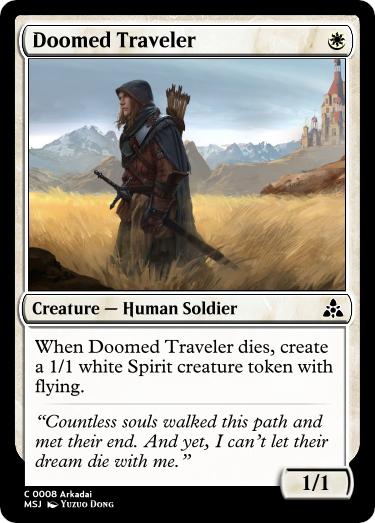 Doomed Traveler
Creature — Human Soldier
When Doomed Traveler dies, create
a 1/1 white Spirit creature token with
flying.
“Countless souls walked this path and
met their end. And yet, I can’t let their
dream die with me.”
1/1
C 0008 Arkadai
MSJ Yuzuo Dong